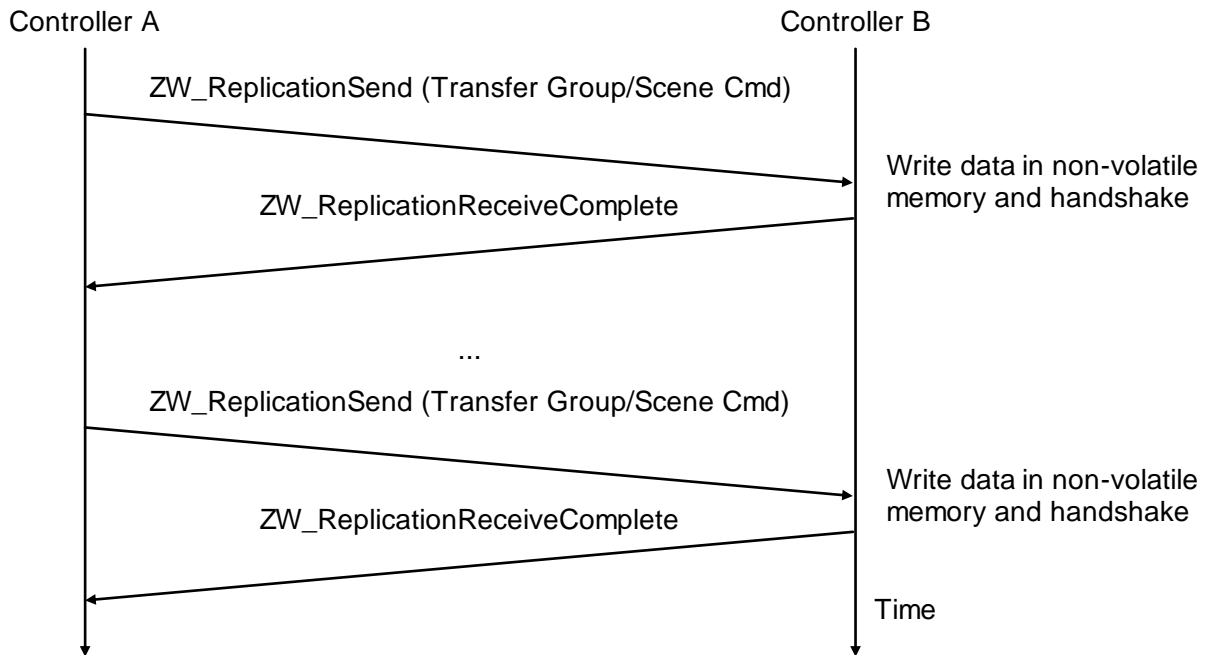 Controller A
Controller B
ZW_ReplicationSend (Transfer Group/Scene Cmd)
Write data in non-volatile
memory and handshake
ZW_ReplicationReceiveComplete
...
ZW_ReplicationSend (Transfer Group/Scene Cmd)
Write data in non-volatile
memory and handshake
ZW_ReplicationReceiveComplete
Time